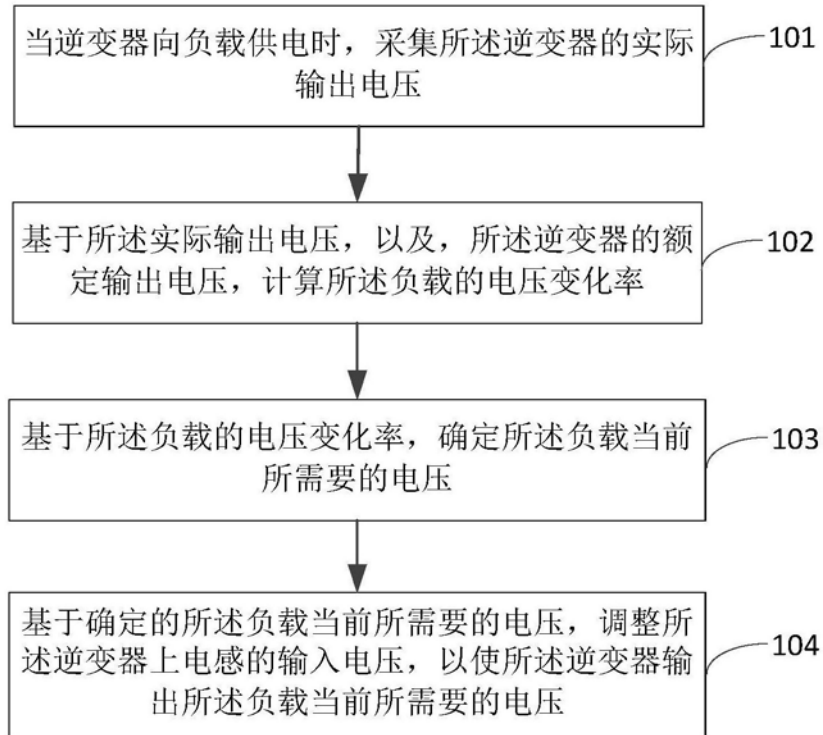 当逆变器向负载供电时，采集所述逆变器的实际
输出电压
101
基于所述实际输出电压，以及，所述逆变器的额
定输出电压，计算所述负载的电压变化率
102
基于所述负载的电压变化率，确定所述负载当前
所需要的电压
103
基于确定的所述负载当前所需要的电压，调整所
述逆变器上电感的输入电压，以使所述逆变器输
出所述负载当前所需要的电压
104